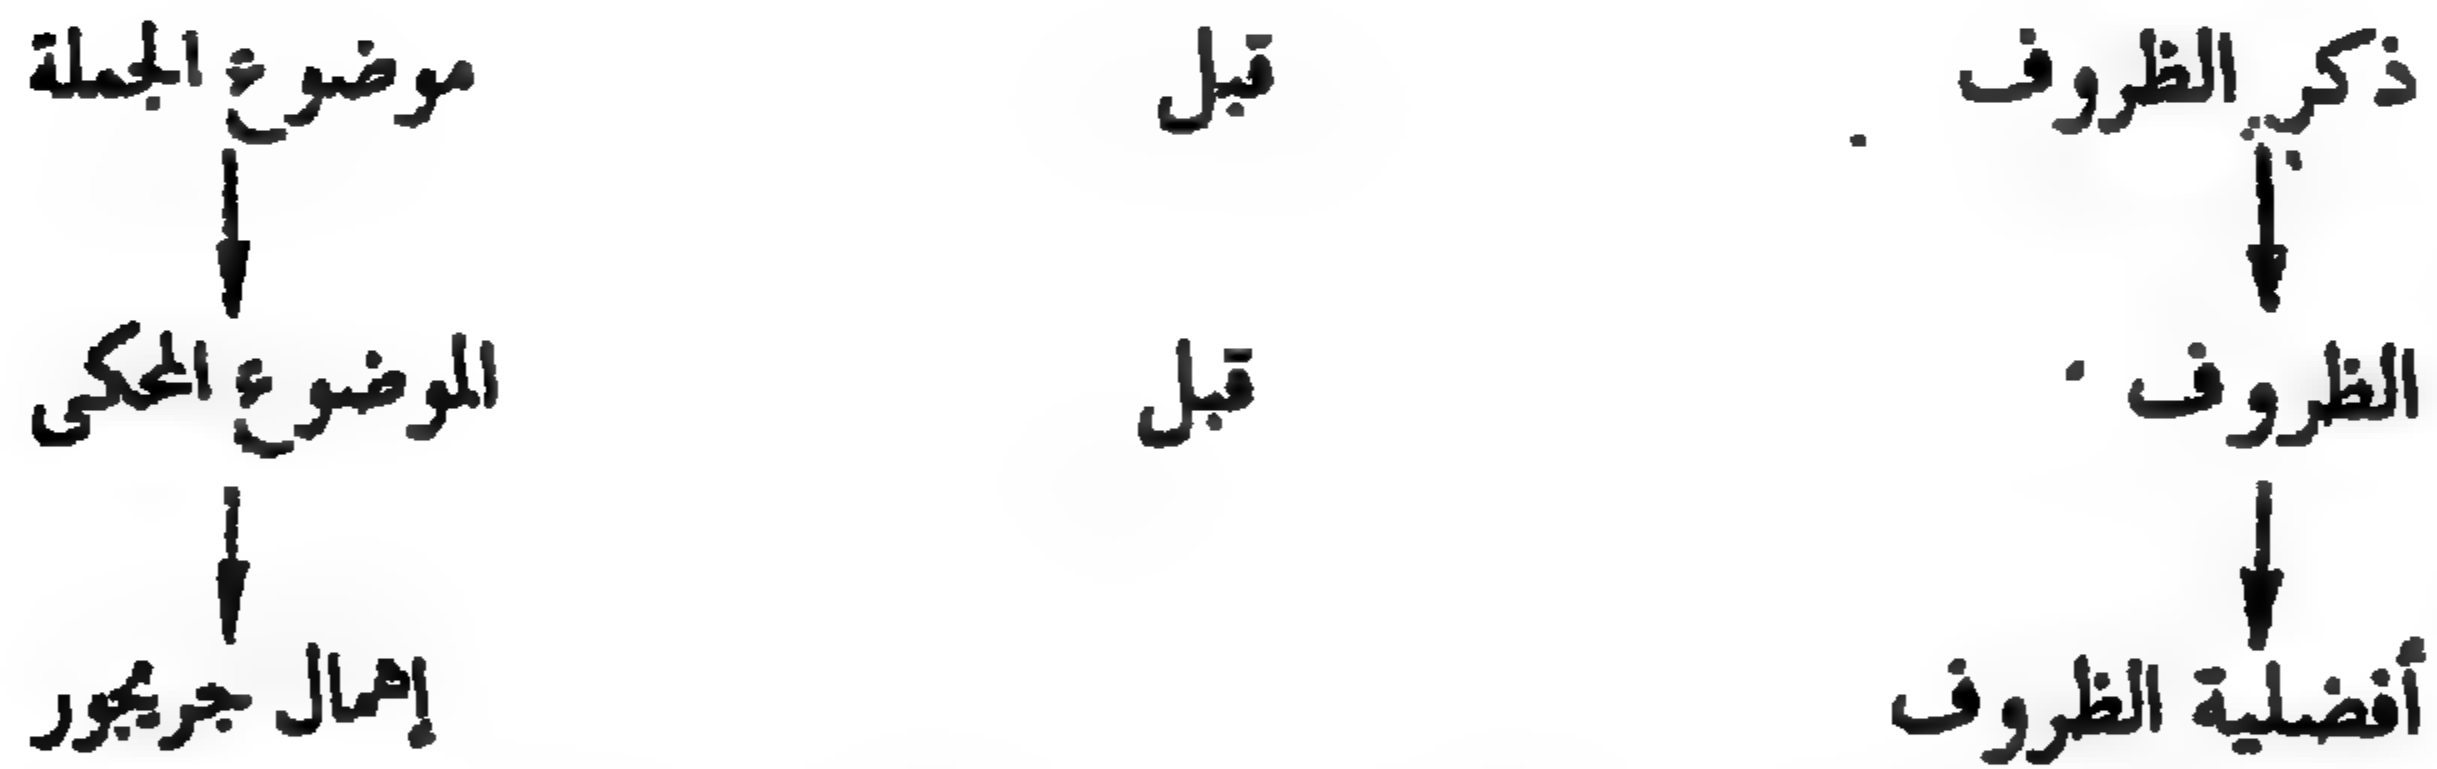 ذكر الظروف قبل موضوع الجملة
الظروف قبل الموضوع المحكى
أفضلية الظروف إهمال جريجور